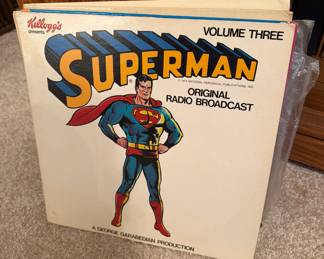 Kellogg's
presents
VOLUME THREE
SUPERMAN
ORIGINAL
RADIO BROADCAST
A GEORGE GARABEDIAN PRODUCTION